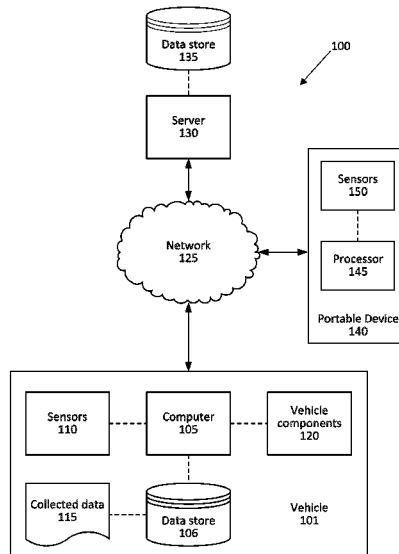 Data store
135
100
Server
130
Sensors
150
Network
125
Processor
145
Portable Device
140
Sensors
110
Computer
105
Vehicle
components
120
Collected data
115
Data store
106
Vehicle
101